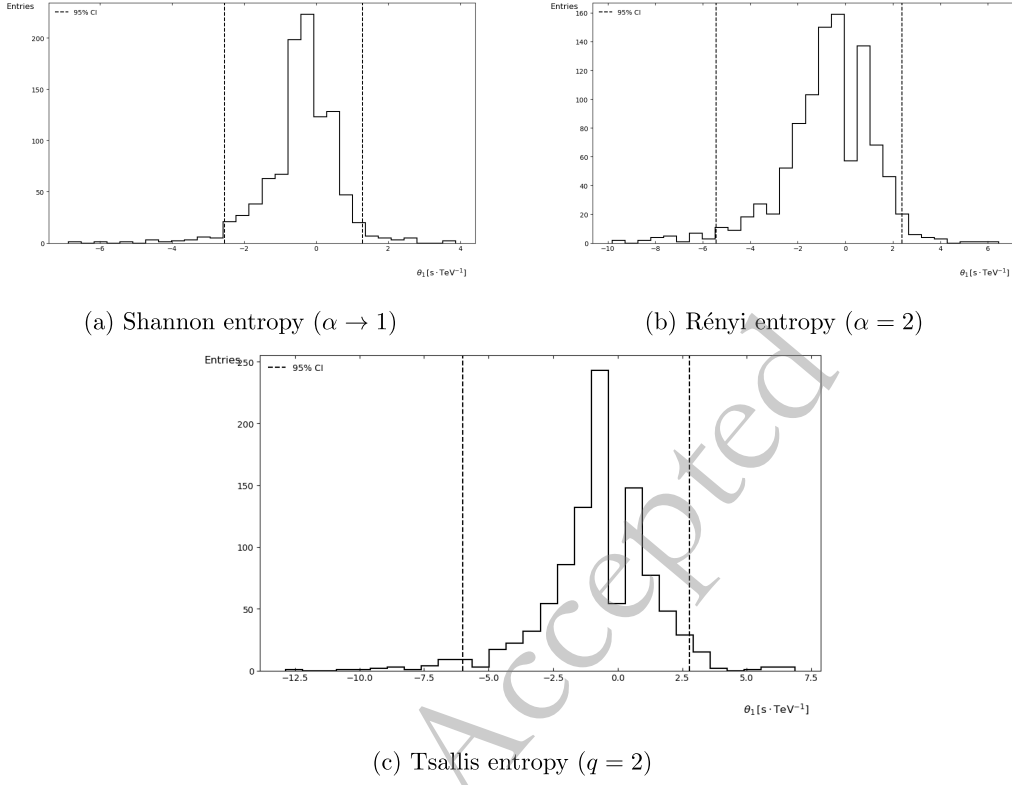 Entries
95% CI
200
150
100
50
0
−6 −4 −2 0 2 4
θ₁[s·TeV⁻¹]
(a) Shannon entropy (α → 1)
Entries
95% CI
160
140
120
100
80
60
40
20
0
−10 −8 −6 −4 −2 0 2 4 6
θ₁[s·TeV⁻¹]
(b) Rényi entropy (α = 2)
Entries
95% CI
250
200
150
100
50
0
−12.5 −10.0 −7.5 −5.0 −2.5 0.0 2.5 5.0 7.5
θ₁[s·TeV⁻¹]
(c) Tsallis entropy (q = 2)
Accepted